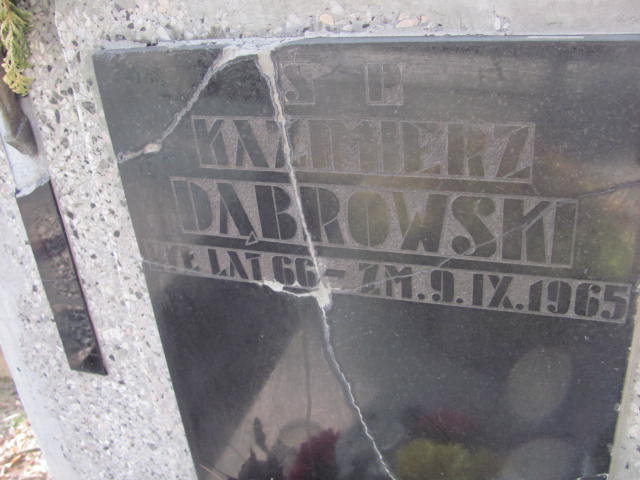 Ś P
KAZIMIERZ
DĄBROWSKI
ŻYŁ LAT 66 - ZM. 9. IX. 1965